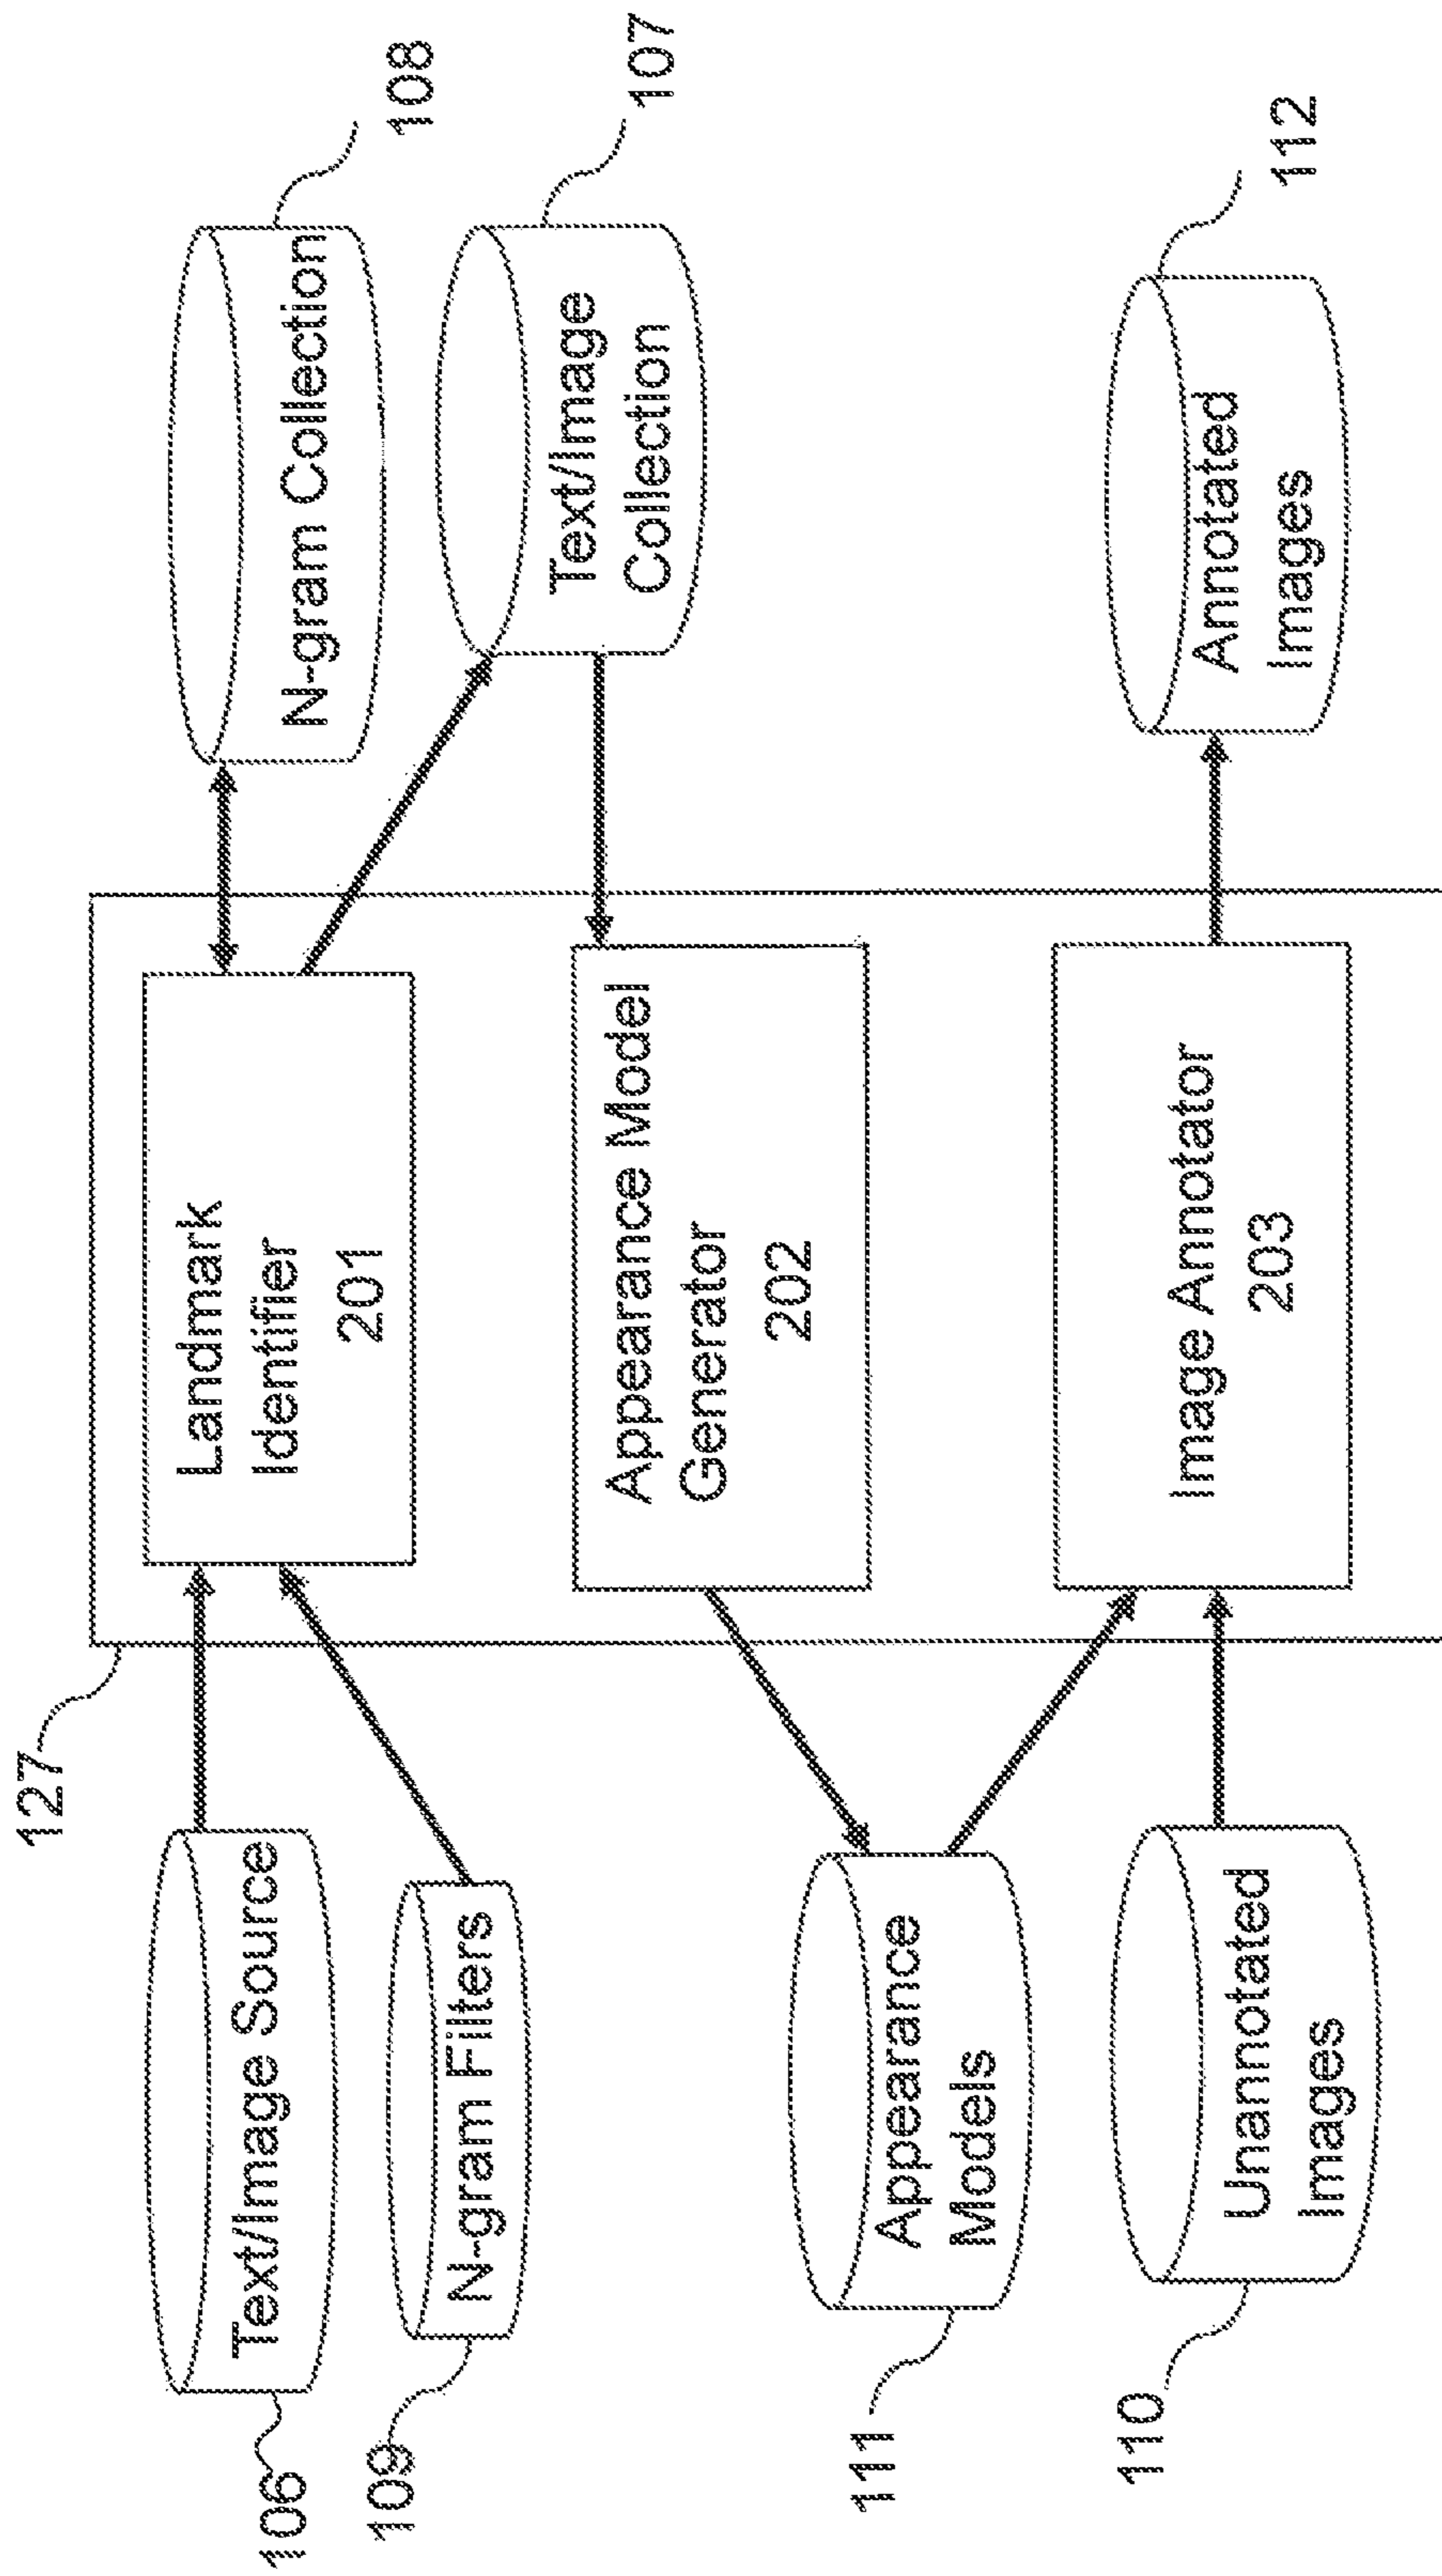 127
106
Text/Image Source
109
N-gram Filters
Landmark
Identifier
201
N-gram Collection
108
Text/Image
Collection
107
Appearance Model
Generator
202
111
Appearance
Models
110
Unannotated
Images
Image Annotator
203
Annotated
Images
112